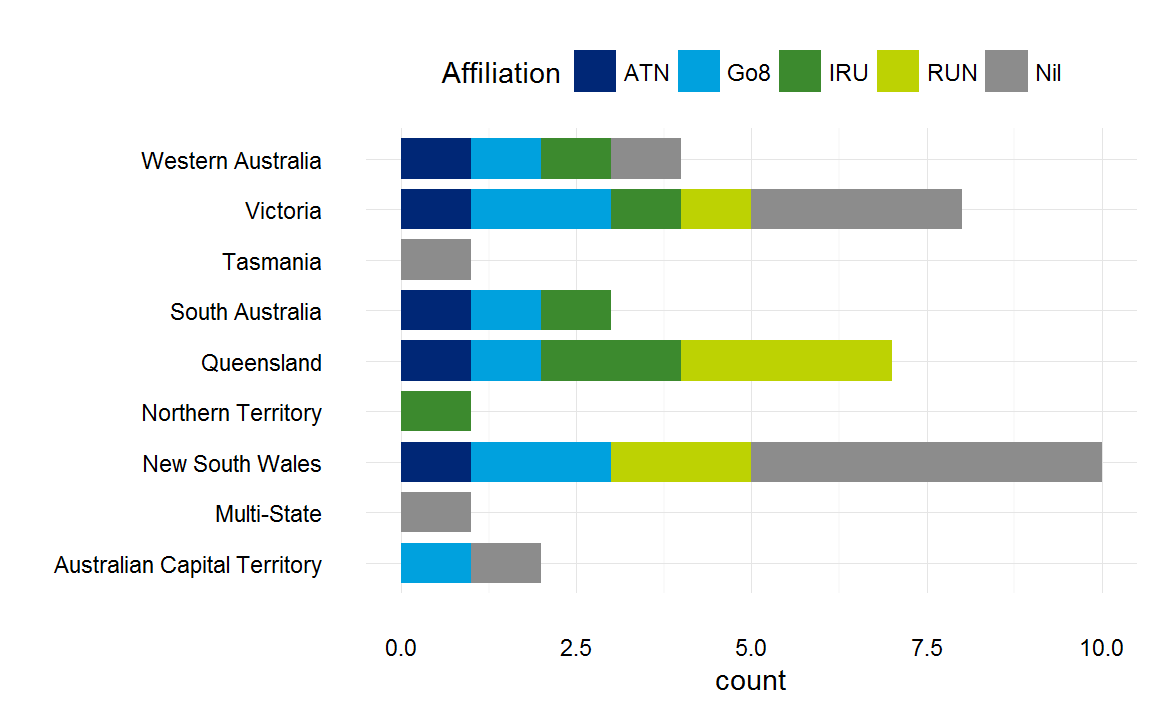 Affiliation ATN Go8 IRU RUN Nil
Western Australia
Victoria
Tasmania
South Australia
Queensland
Northern Territory
New South Wales
Multi-State
Australian Capital Territory
0.0 2.5 5.0 7.5 10.0
count